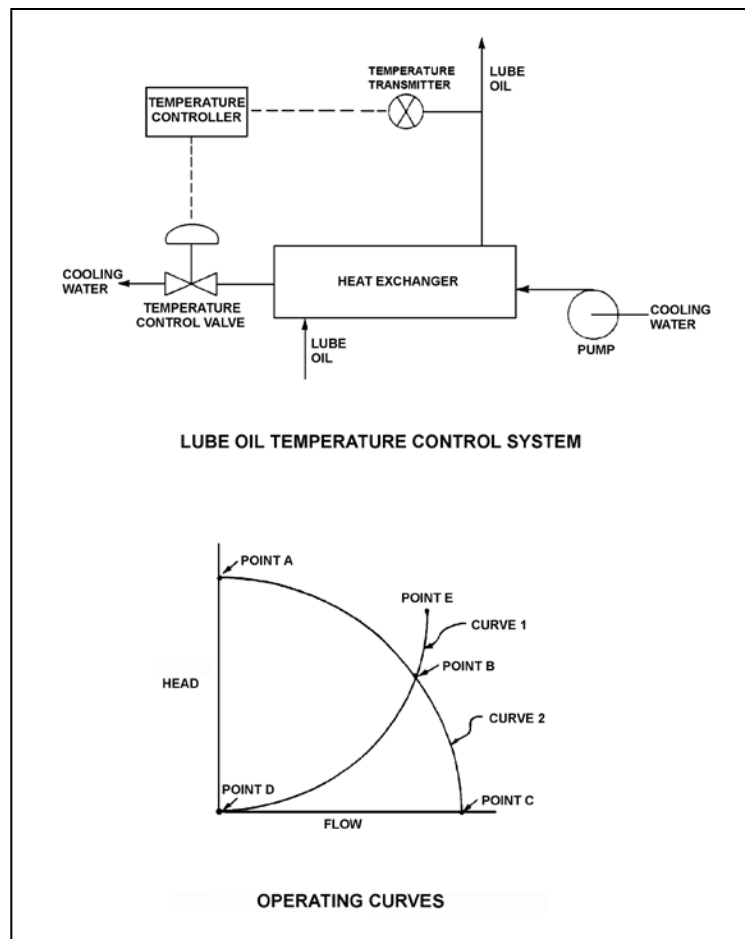 LUBE
OIL
TEMPERATURE
TRANSMITTER
TEMPERATURE
CONTROLLER
COOLING
WATER
TEMPERATURE
CONTROL VALVE
HEAT EXCHANGER
LUBE
OIL
COOLING
WATER
PUMP
LUBE OIL TEMPERATURE CONTROL SYSTEM
POINT A
POINT E
CURVE 1
POINT B
HEAD
CURVE 2
POINT D
POINT C
FLOW
OPERATING CURVES